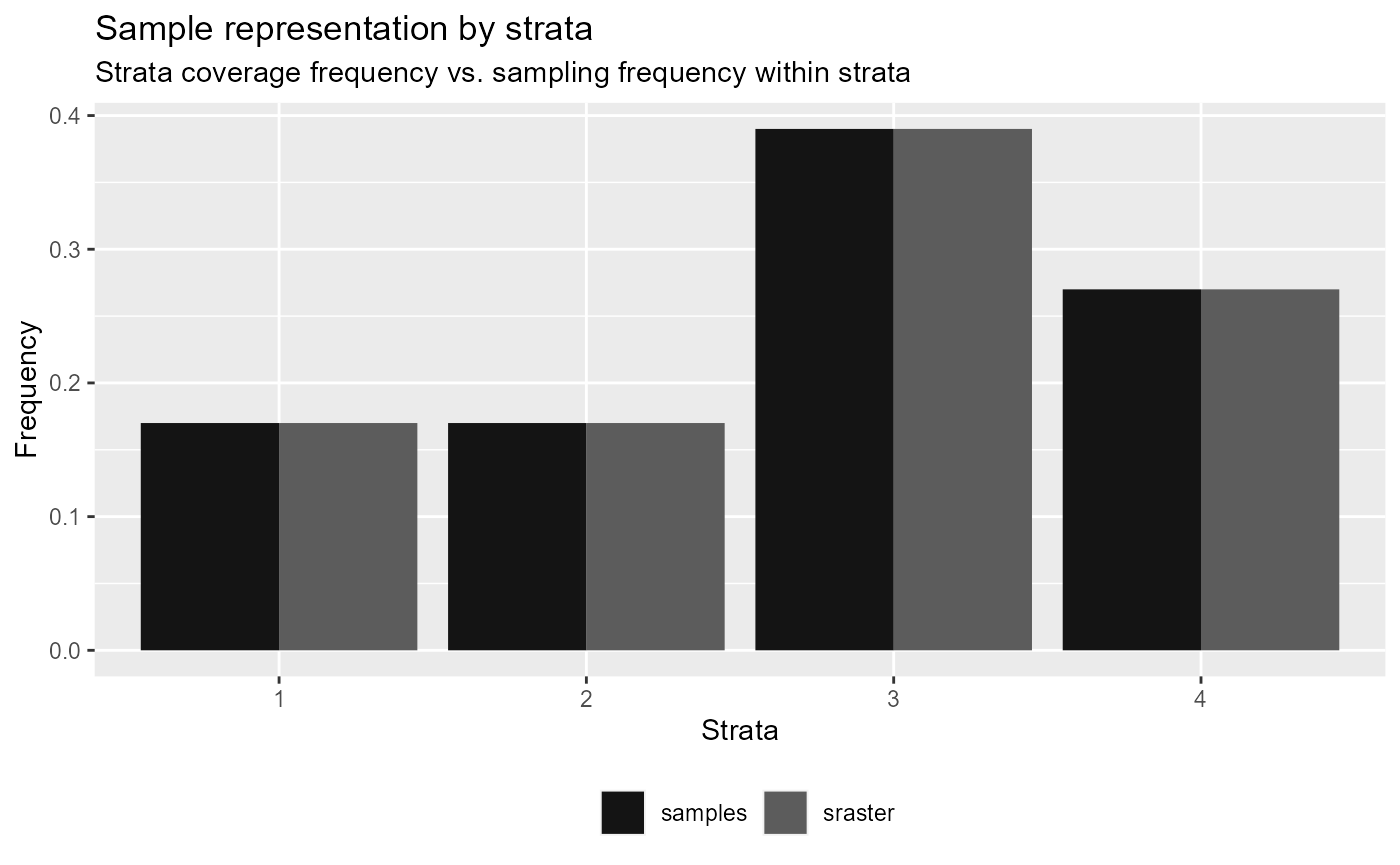 Sample representation by strata
Strata coverage frequency vs. sampling frequency within strata
0.4
0.3
0.2
0.1
0.0
Frequency
1 2 3 4
Strata
samples sraster